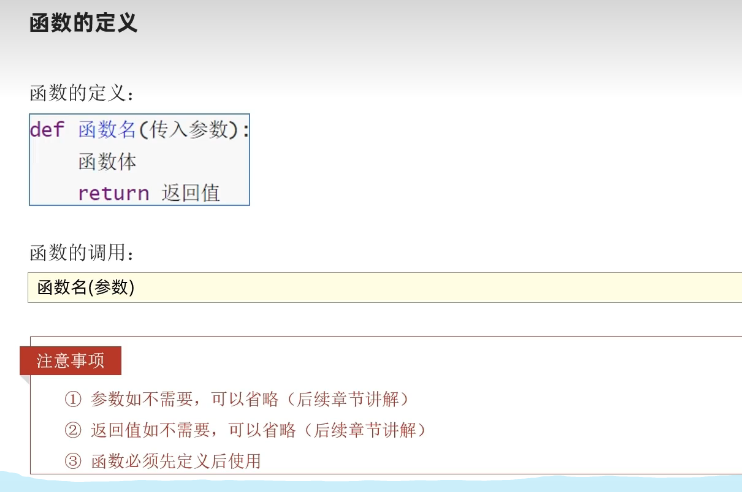 函数的定义
函数的定义：
def 函数名(传入参数):
    函数体
    return 返回值
函数的调用：
函数名(参数)
注意事项
① 参数如不需要，可以省略（后续章节讲解）
② 返回值如不需要，可以省略（后续章节讲解）
③ 函数必须先定义后使用